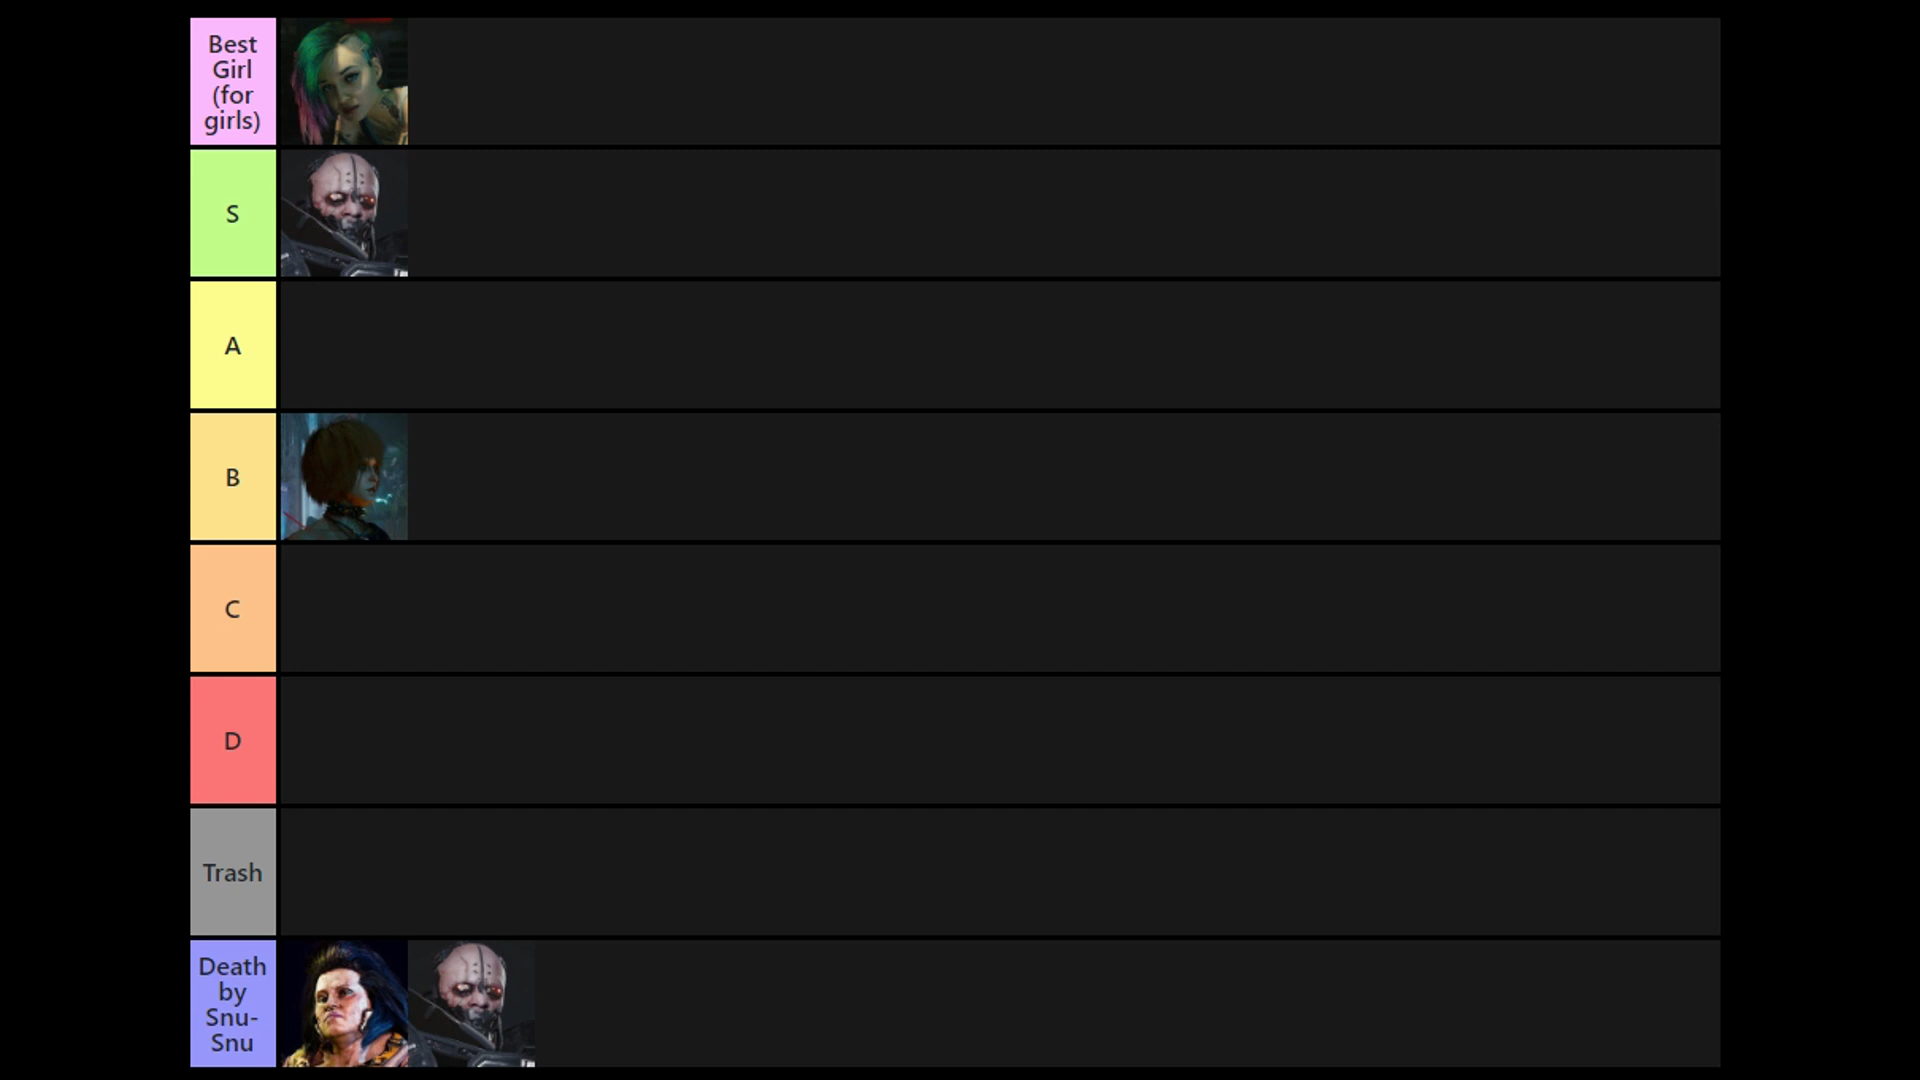 Best
Girl
(for
girls)
S
A
B
C
D
Trash
Death
by
Snu-
Snu